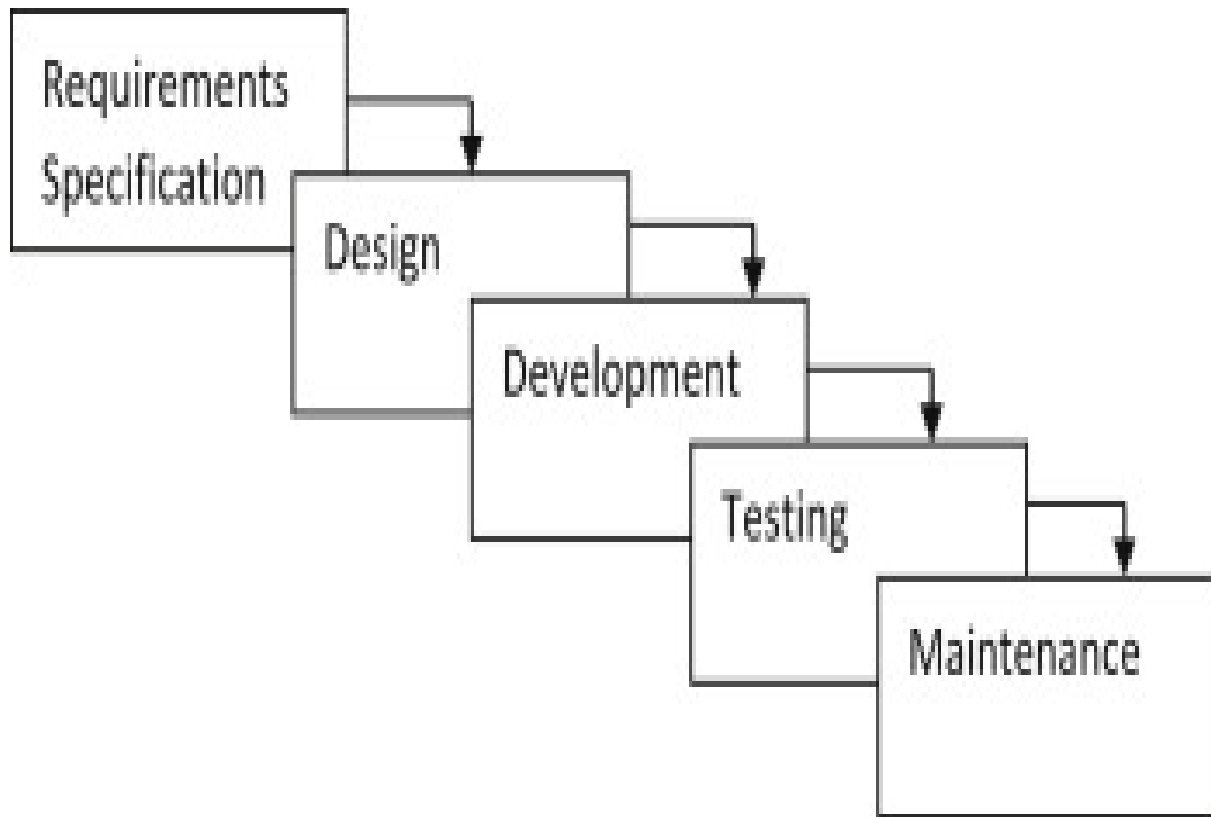 Requirements
Specification
Design
Development
Testing
Maintenance